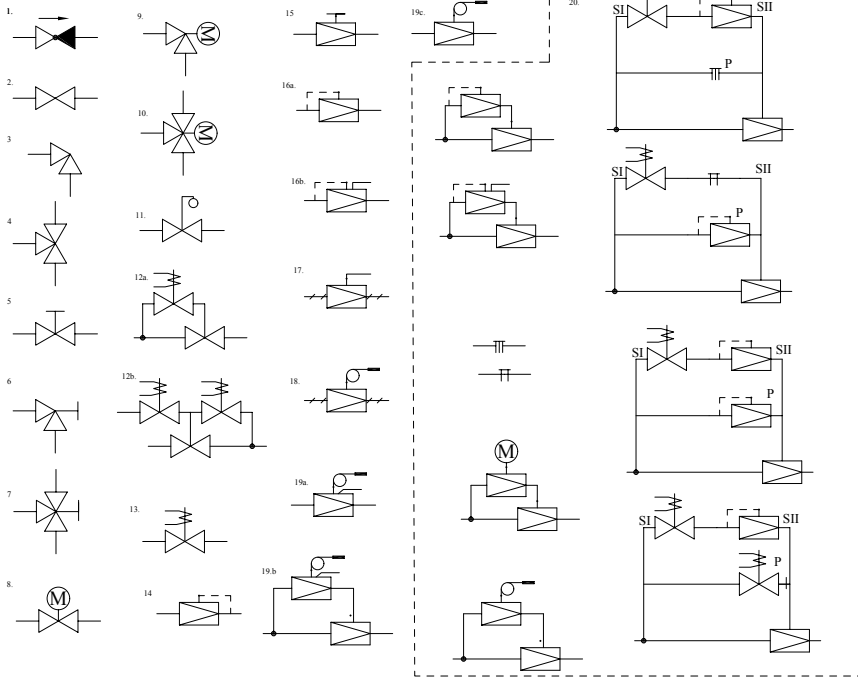 1.
2.
3
4
5
6
7
8.
M
9.
M
10.
M
11.
12a.
12b.
13.
14
15
16a.
16b.
17.
18.
19a.
19.b
19c.
M
20.
SI
SII
P
SI
SII
P
SI
SII
P
SI
SII
P